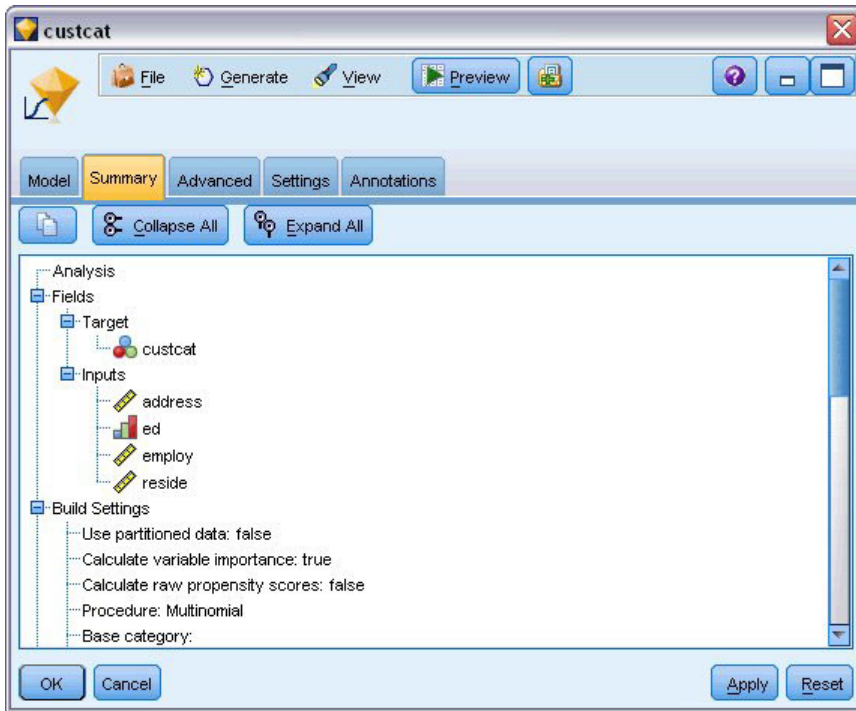 custcat
File Generate View Preview
Model Summary Advanced Settings Annotations
Collapse All Expand All
Analysis
Fields
Target
custcat
Inputs
address
ed
employ
reside
Build Settings
Use partitioned data: false
Calculate variable importance: true
Calculate raw propensity scores: false
Procedure: Multinomial
Base category:
OK Cancel Apply Reset